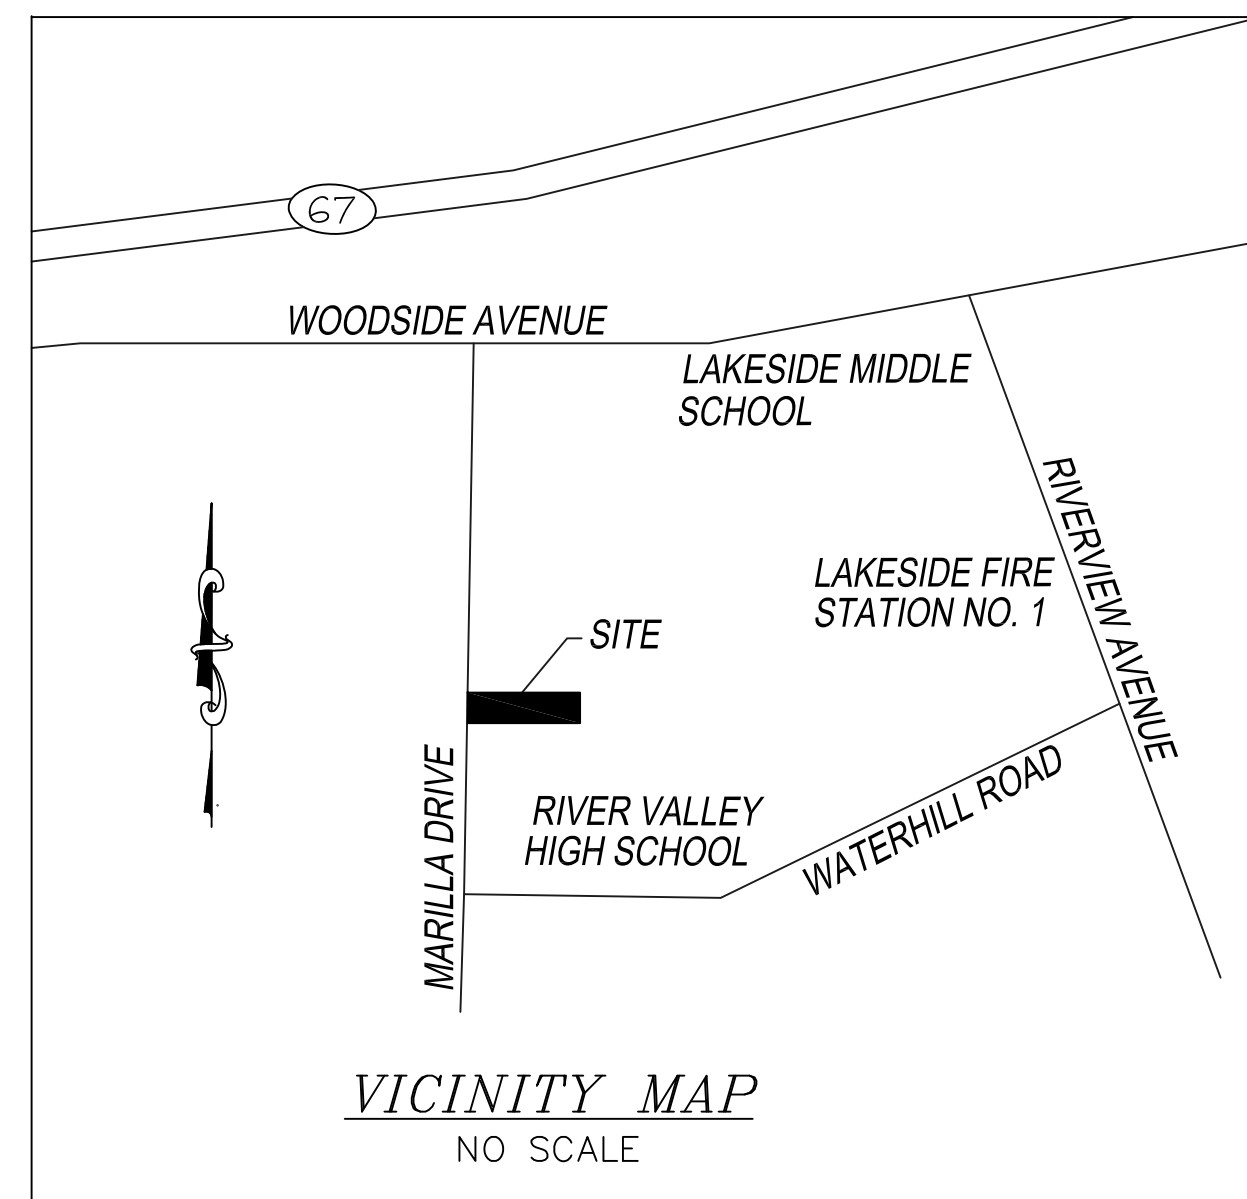 67
WOODSIDE AVENUE
LAKESIDE MIDDLE
SCHOOL
RIVERVIEW AVENUE
LAKESIDE FIRE
STATION NO. 1
SITE
MARILLA DRIVE
RIVER VALLEY
HIGH SCHOOL
WATERHILL ROAD
VICINITY MAP
NO SCALE